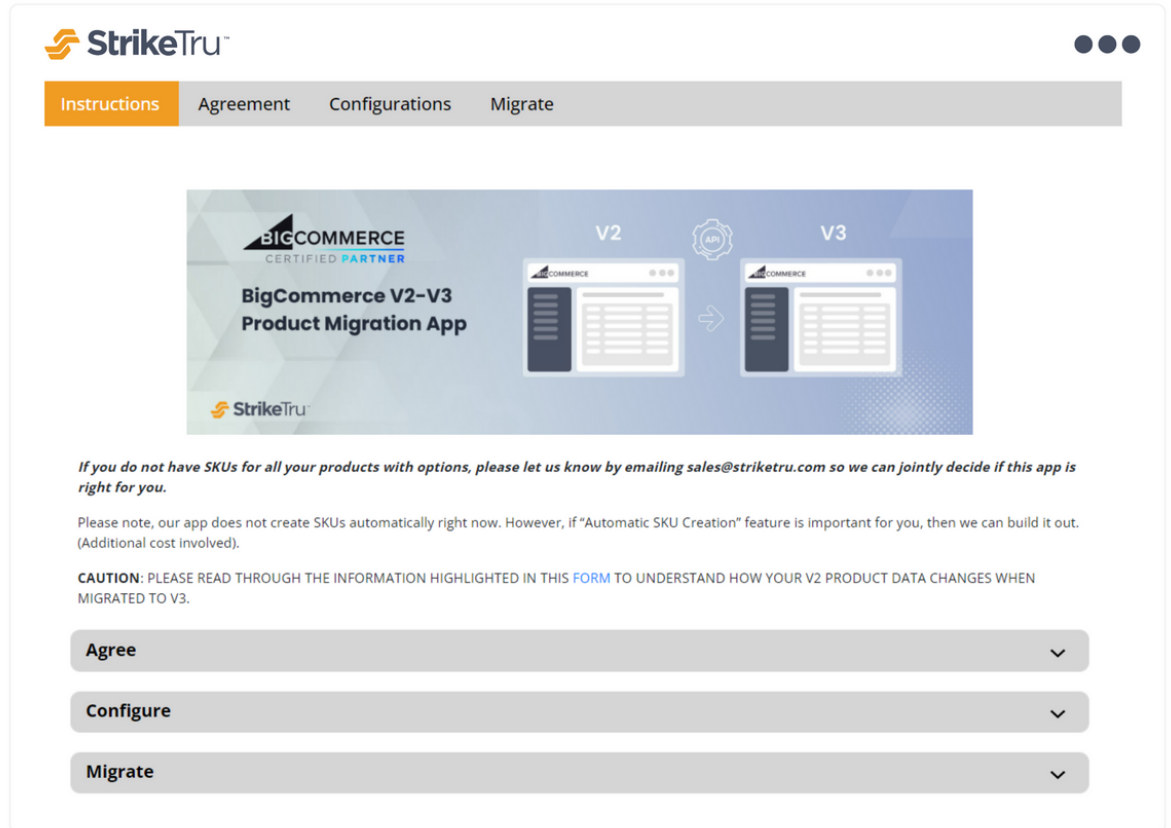 StrikeTru™
Instructions Agreement Configurations Migrate
BIGCOMMERCE
CERTIFIED PARTNER
BigCommerce V2-V3
Product Migration App
StrikeTru™
V2 API V3
BIGCOMMERCE BIGCOMMERCE
If you do not have SKUs for all your products with options, please let us know by emailing sales@striketru.com so we can jointly decide if this app is
right for you.
Please note, our app does not create SKUs automatically right now. However, if “Automatic SKU Creation” feature is important for you, then we can build it out.
(Additional cost involved).
CAUTION: PLEASE READ THROUGH THE INFORMATION HIGHLIGHTED IN THIS FORM TO UNDERSTAND HOW YOUR V2 PRODUCT DATA CHANGES WHEN
MIGRATED TO V3.
Agree
Configure
Migrate